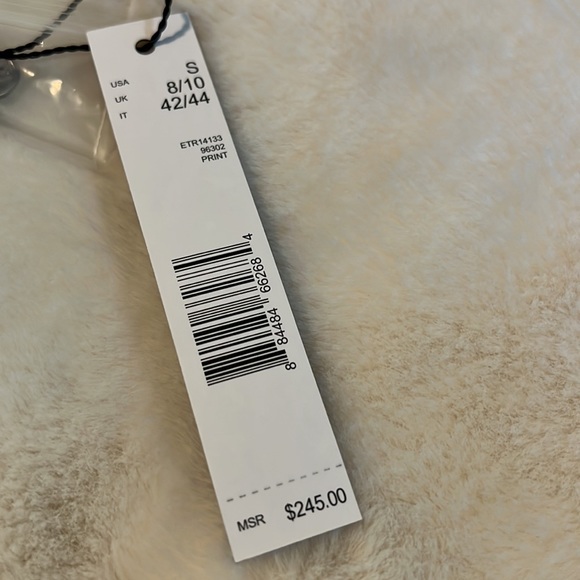 USA S
UK 8/10
IT 42/44
ETR14133
96302
PRINT
8 84484 66268 4
MSR $245.00